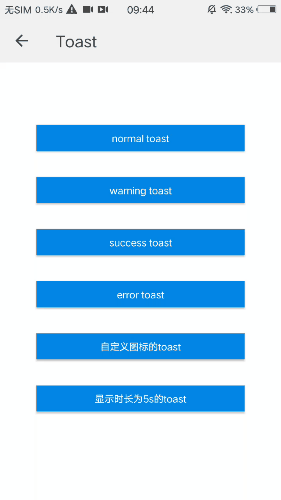 无SIM 0.5K/s 09:44 33%
Toast
normal toast
warning toast
success toast
error toast
自定义图标的toast
显示时长为5s的toast